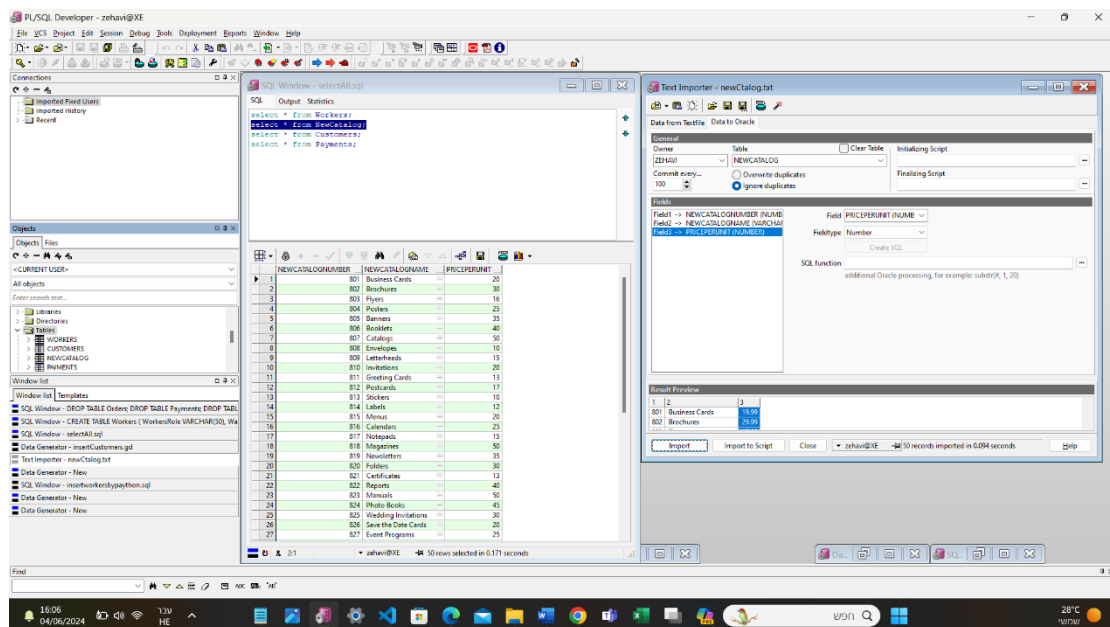 PL/SQL Developer - zehavi@XE
File VCS Project Edit Session Debug Tools Deployment Reports Window Help
Connections
Imported Fixed Users
Imported History
Recent
Objects
Objects Files
<CURRENT USER>
All objects
Enter search text...
Libraries
Directories
Tables
WORKERS
CUSTOMERS
NEWCATALOG
PAYMENTS
Window list
Window list Templates
SQL Window - DROP TABLE Orders; DROP TABLE Payments; DROP TABL
SQL Window - CREATE TABLE Workers ( WorkersRole VARCHAR(50), Wa
SQL Window - selectAll.sql
Data Generator - insertCustomers.gd
Text Importer - newCtalog.txt
Data Generator - New
SQL Window - insertworkersbypaython.sql
Data Generator - New
Data Generator - New
SQL Window - selectAll.sql
SQL Output Statistics
select * from Workers;
select * from NewCatalog;
select * from Customers;
select * from Payments;
NEWCATALOGNUMBER NEWCATALOGNAME PRICEPERUNIT
1 801 Business Cards 20
2 802 Brochures 30
3 803 Flyers 16
4 804 Posters 25
5 805 Banners 35
6 806 Booklets 40
7 807 Catalogs 50
8 808 Envelopes 10
9 809 Letterheads 15
10 810 Invitations 20
11 811 Greeting Cards 13
12 812 Postcards 17
13 813 Stickers 10
14 814 Labels 12
15 815 Menus 20
16 816 Calendars 25
17 817 Notepads 15
18 818 Magazines 50
19 819 Newsletters 35
20 820 Folders 30
21 821 Certificates 13
22 822 Reports 40
23 823 Manuals 50
24 824 Photo Books 45
25 825 Wedding Invitations 30
26 826 Save the Date Cards 20
27 827 Event Programs 25
2:1 zehavi@XE 50 rows selected in 0.171 seconds
Text Importer - newCtalog.txt
Data from Textfile Data to Oracle
General
Owner Table Clear Table Initializing Script
ZEHAVI NEWCATALOG
Commit every... Overwrite duplicates Finalizing Script
100 Ignore duplicates
Fields
Field1 -> NEWCATALOGNUMBER (NUMB
Field2 -> NEWCATALOGNAME (VARCHAR
Field3 -> PRICEPERUNIT (NUMBER)
Field PRICEPERUNIT (NUMB
Fieldtype Number
Create SQL
SQL function
additional Oracle processing, for example: substr(#, 1, 20)
Result Preview
1 2 3
801 Business Cards 19.99
802 Brochures 29.99
Import Import to Script Close zehavi@XE 50 records imported in 0.094 seconds Help
Da...
SQ...
Find
ABC
16:06
04/06/2024
עבר
HE
חפש
28°C
שמשי